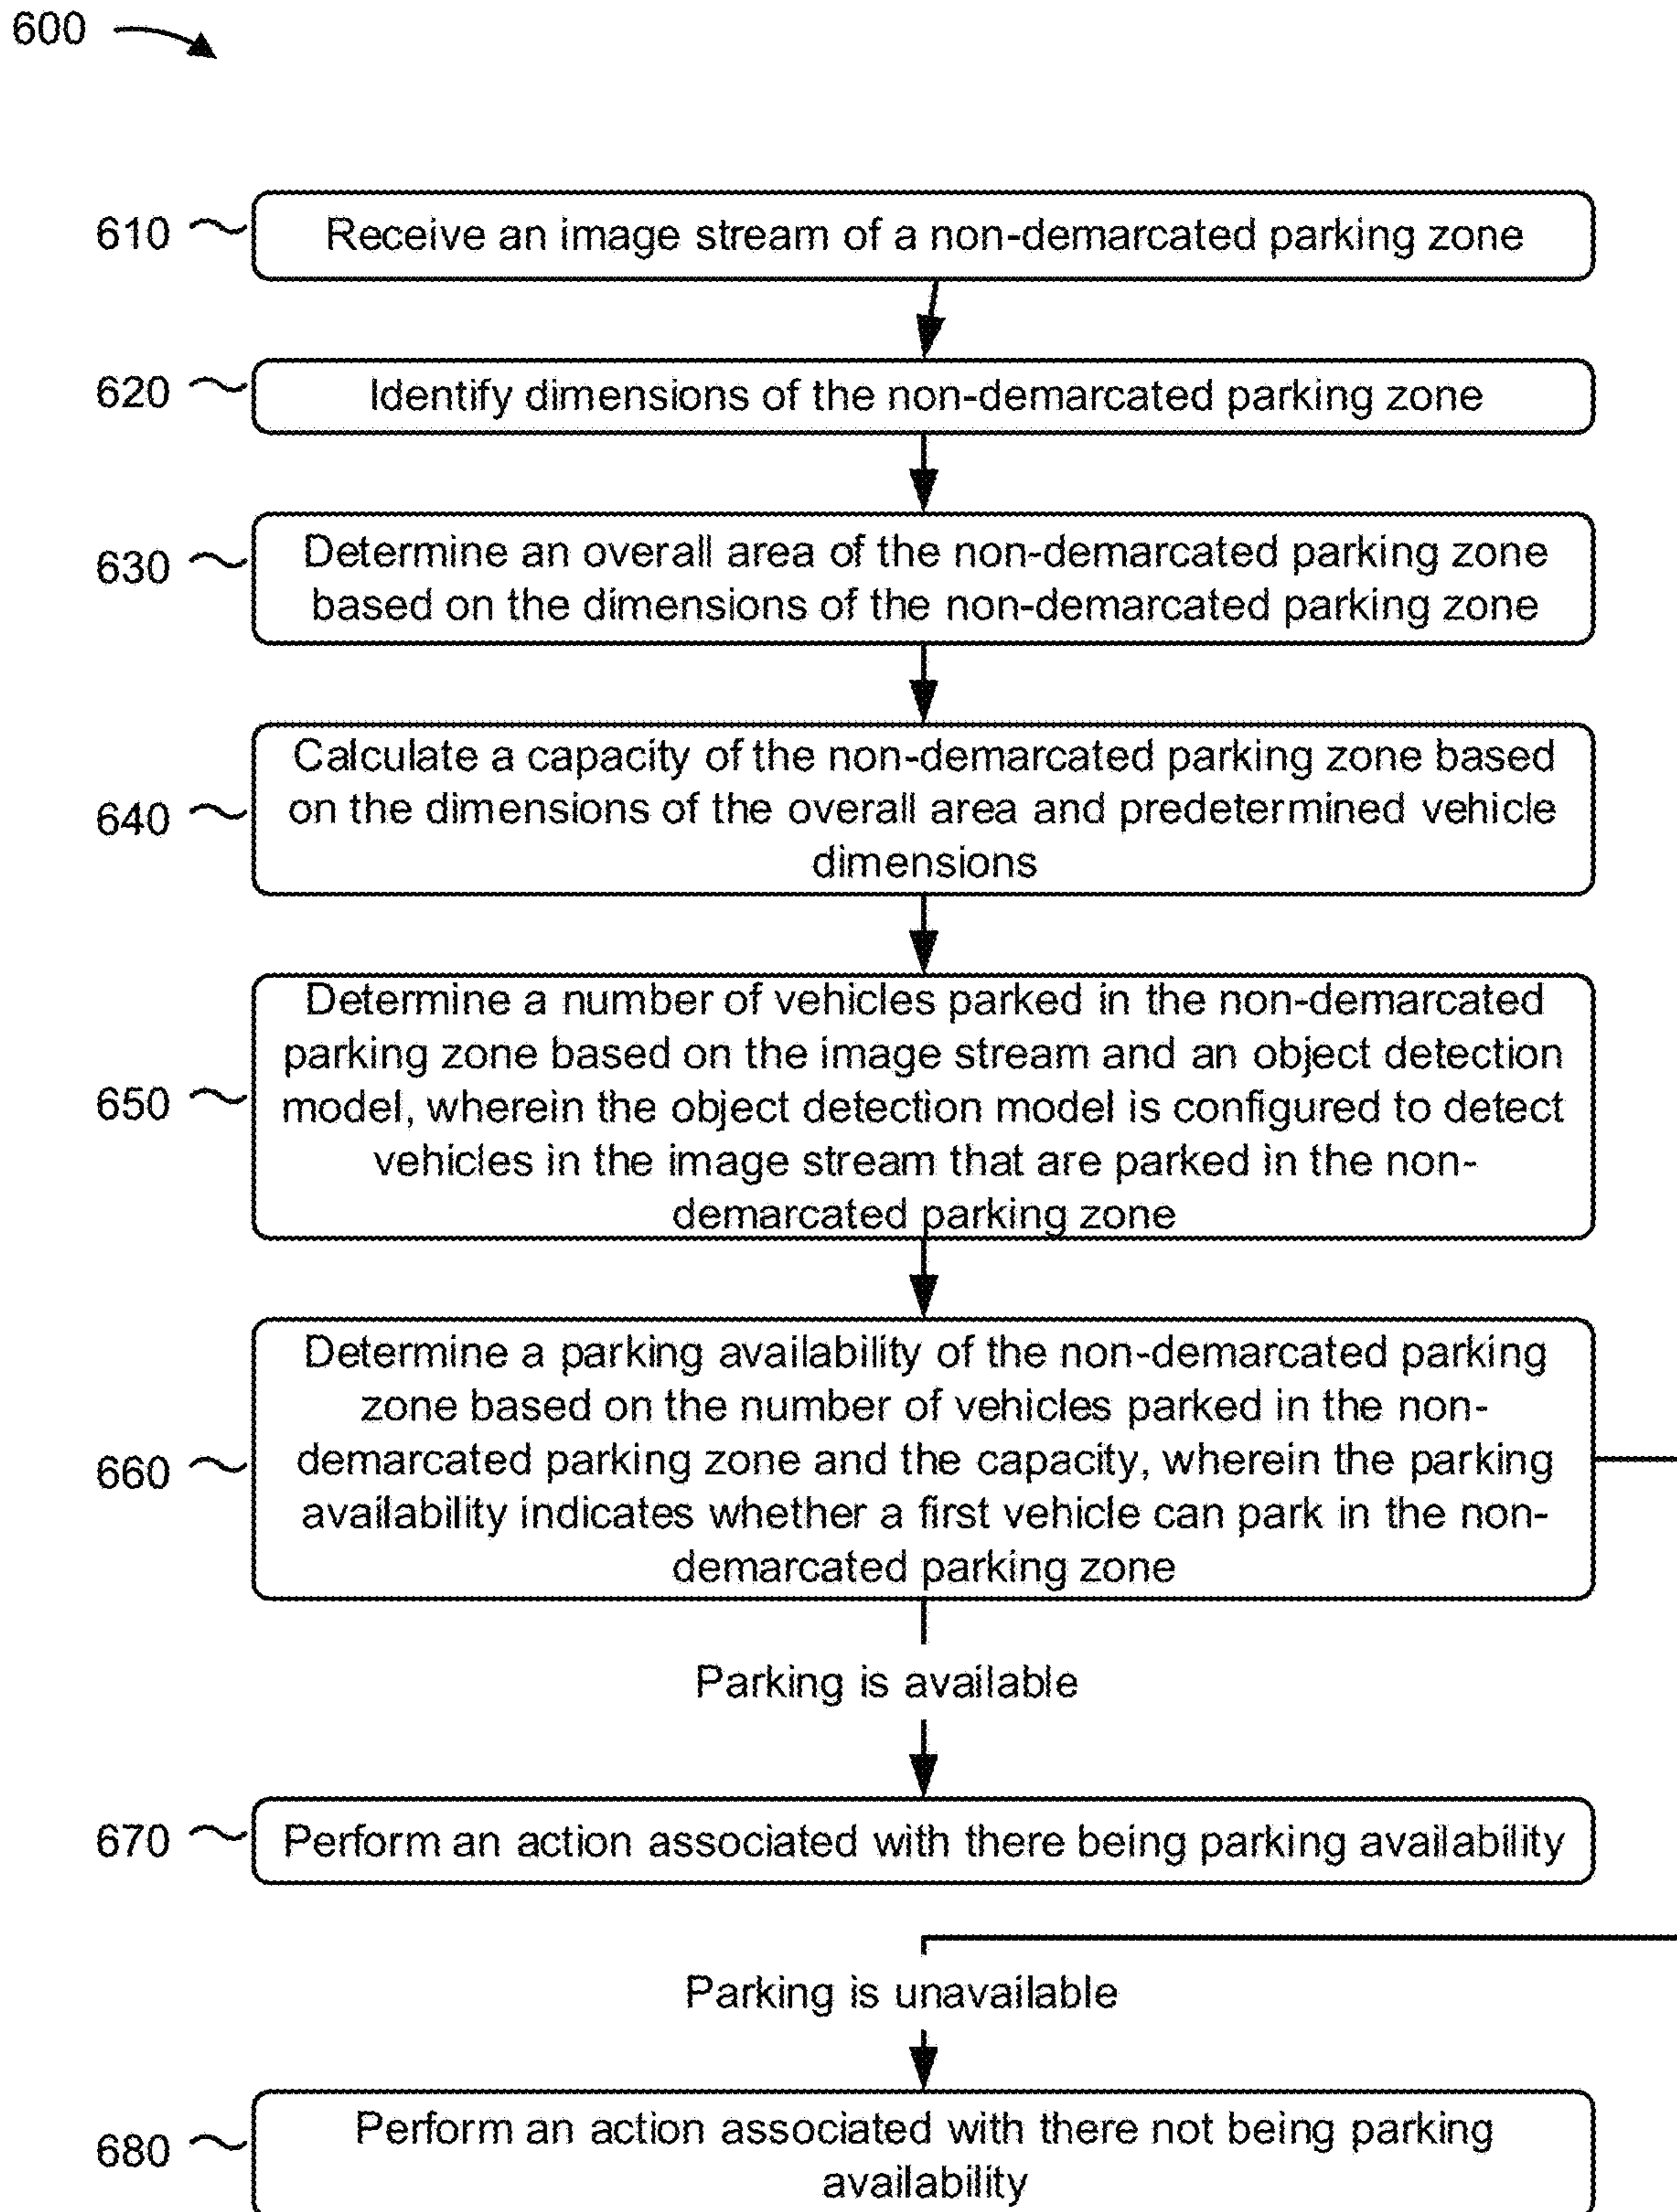 600
610
Receive an image stream of a non-demarcated parking zone
620
Identify dimensions of the non-demarcated parking zone
630
Determine an overall area of the non-demarcated parking zone
based on the dimensions of the non-demarcated parking zone
640
Calculate a capacity of the non-demarcated parking zone based
on the dimensions of the overall area and predetermined vehicle
dimensions
650
Determine a number of vehicles parked in the non-demarcated
parking zone based on the image stream and an object detection
model, wherein the object detection model is configured to detect
vehicles in the image stream that are parked in the non-
demarcated parking zone
660
Determine a parking availability of the non-demarcated parking
zone based on the number of vehicles parked in the non-
demarcated parking zone and the capacity, wherein the parking
availability indicates whether a first vehicle can park in the non-
demarcated parking zone
Parking is available
670
Perform an action associated with there being parking availability
Parking is unavailable
680
Perform an action associated with there not being parking
availability